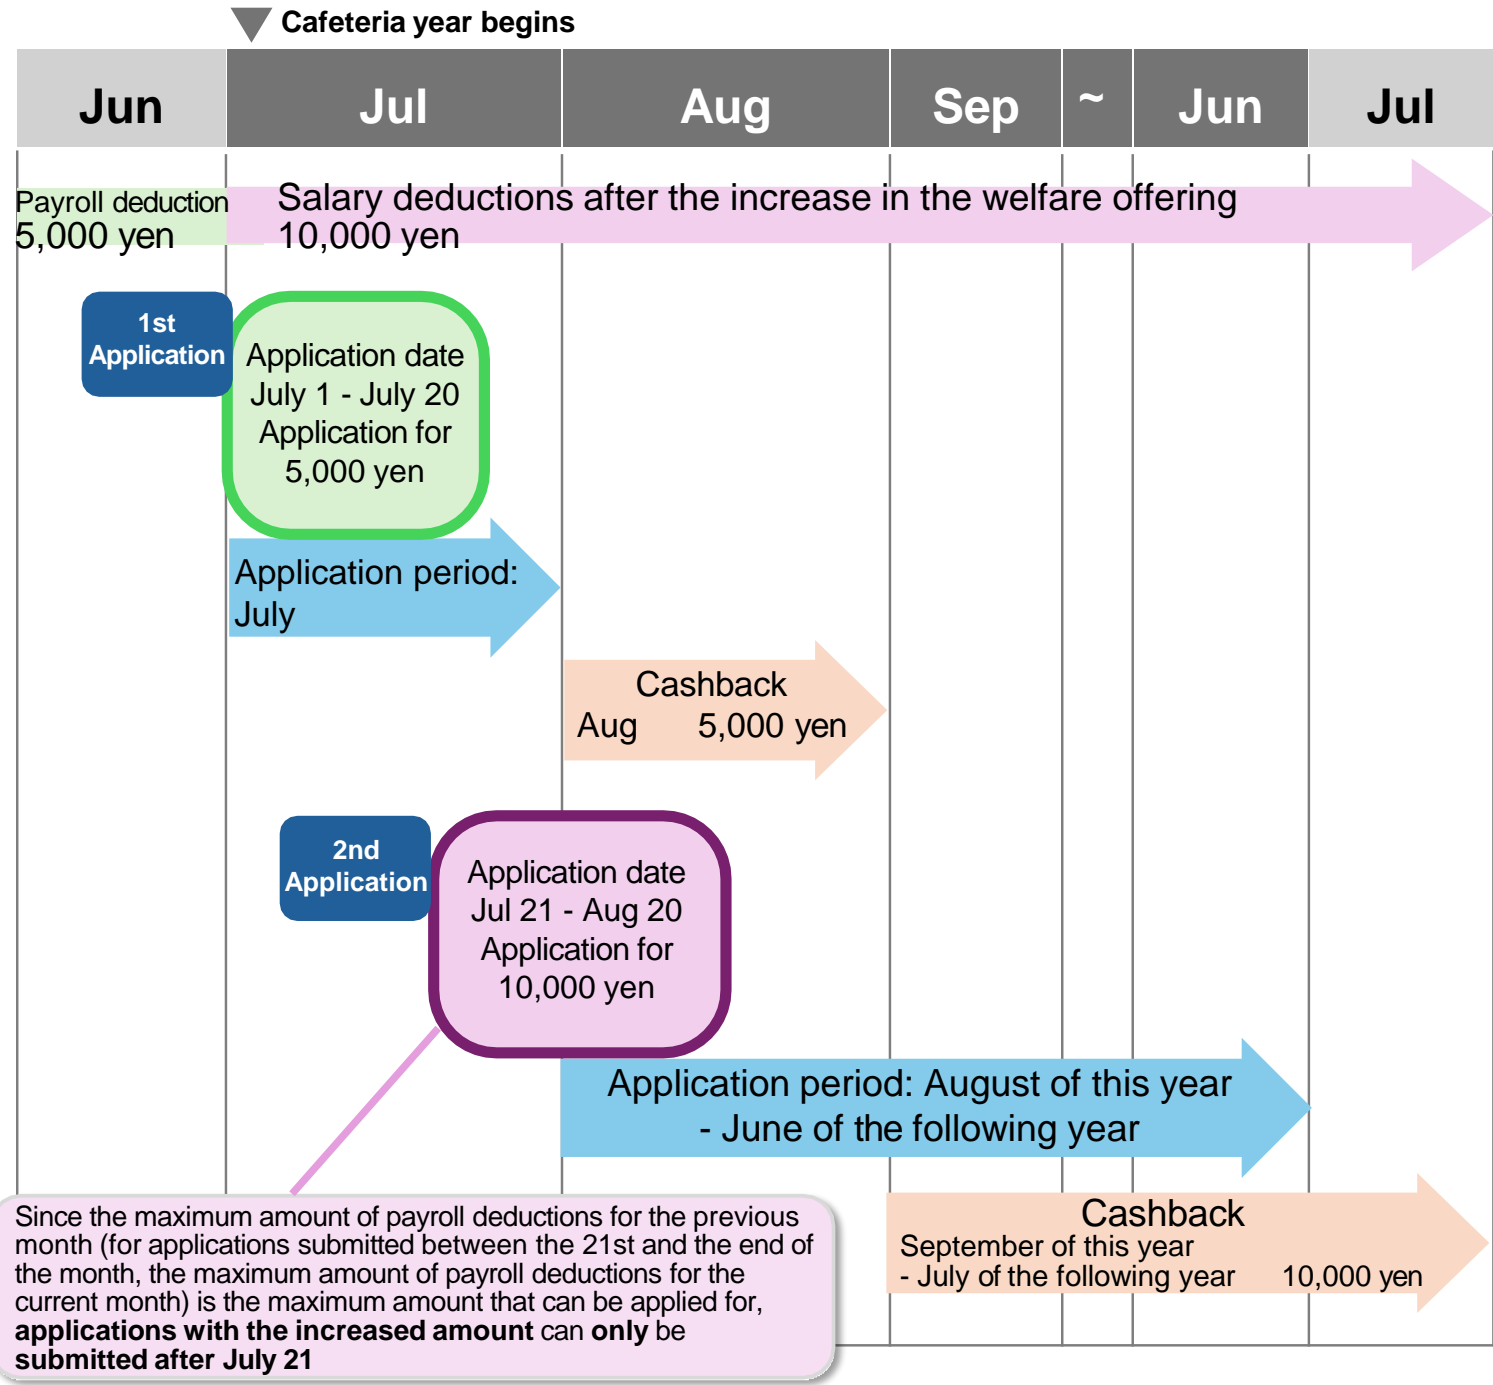 Cafeteria year begins
Jun Jul Aug Sep ~ Jun Jul
Payroll deduction
5,000 yen
Salary deductions after the increase in the welfare offering
10,000 yen
1st
Application
Application date
July 1 - July 20
Application for
5,000 yen
Application period:
July
Cashback
Aug 5,000 yen
2nd
Application
Application date
Jul 21 - Aug 20
Application for
10,000 yen
Application period: August of this year
- June of the following year
Cashback
September of this year
- July of the following year 10,000 yen
Since the maximum amount of payroll deductions for the previous
month (for applications submitted between the 21st and the end of
the month, the maximum amount of payroll deductions for the
current month) is the maximum amount that can be applied for,
applications with the increased amount can only be
submitted after July 21